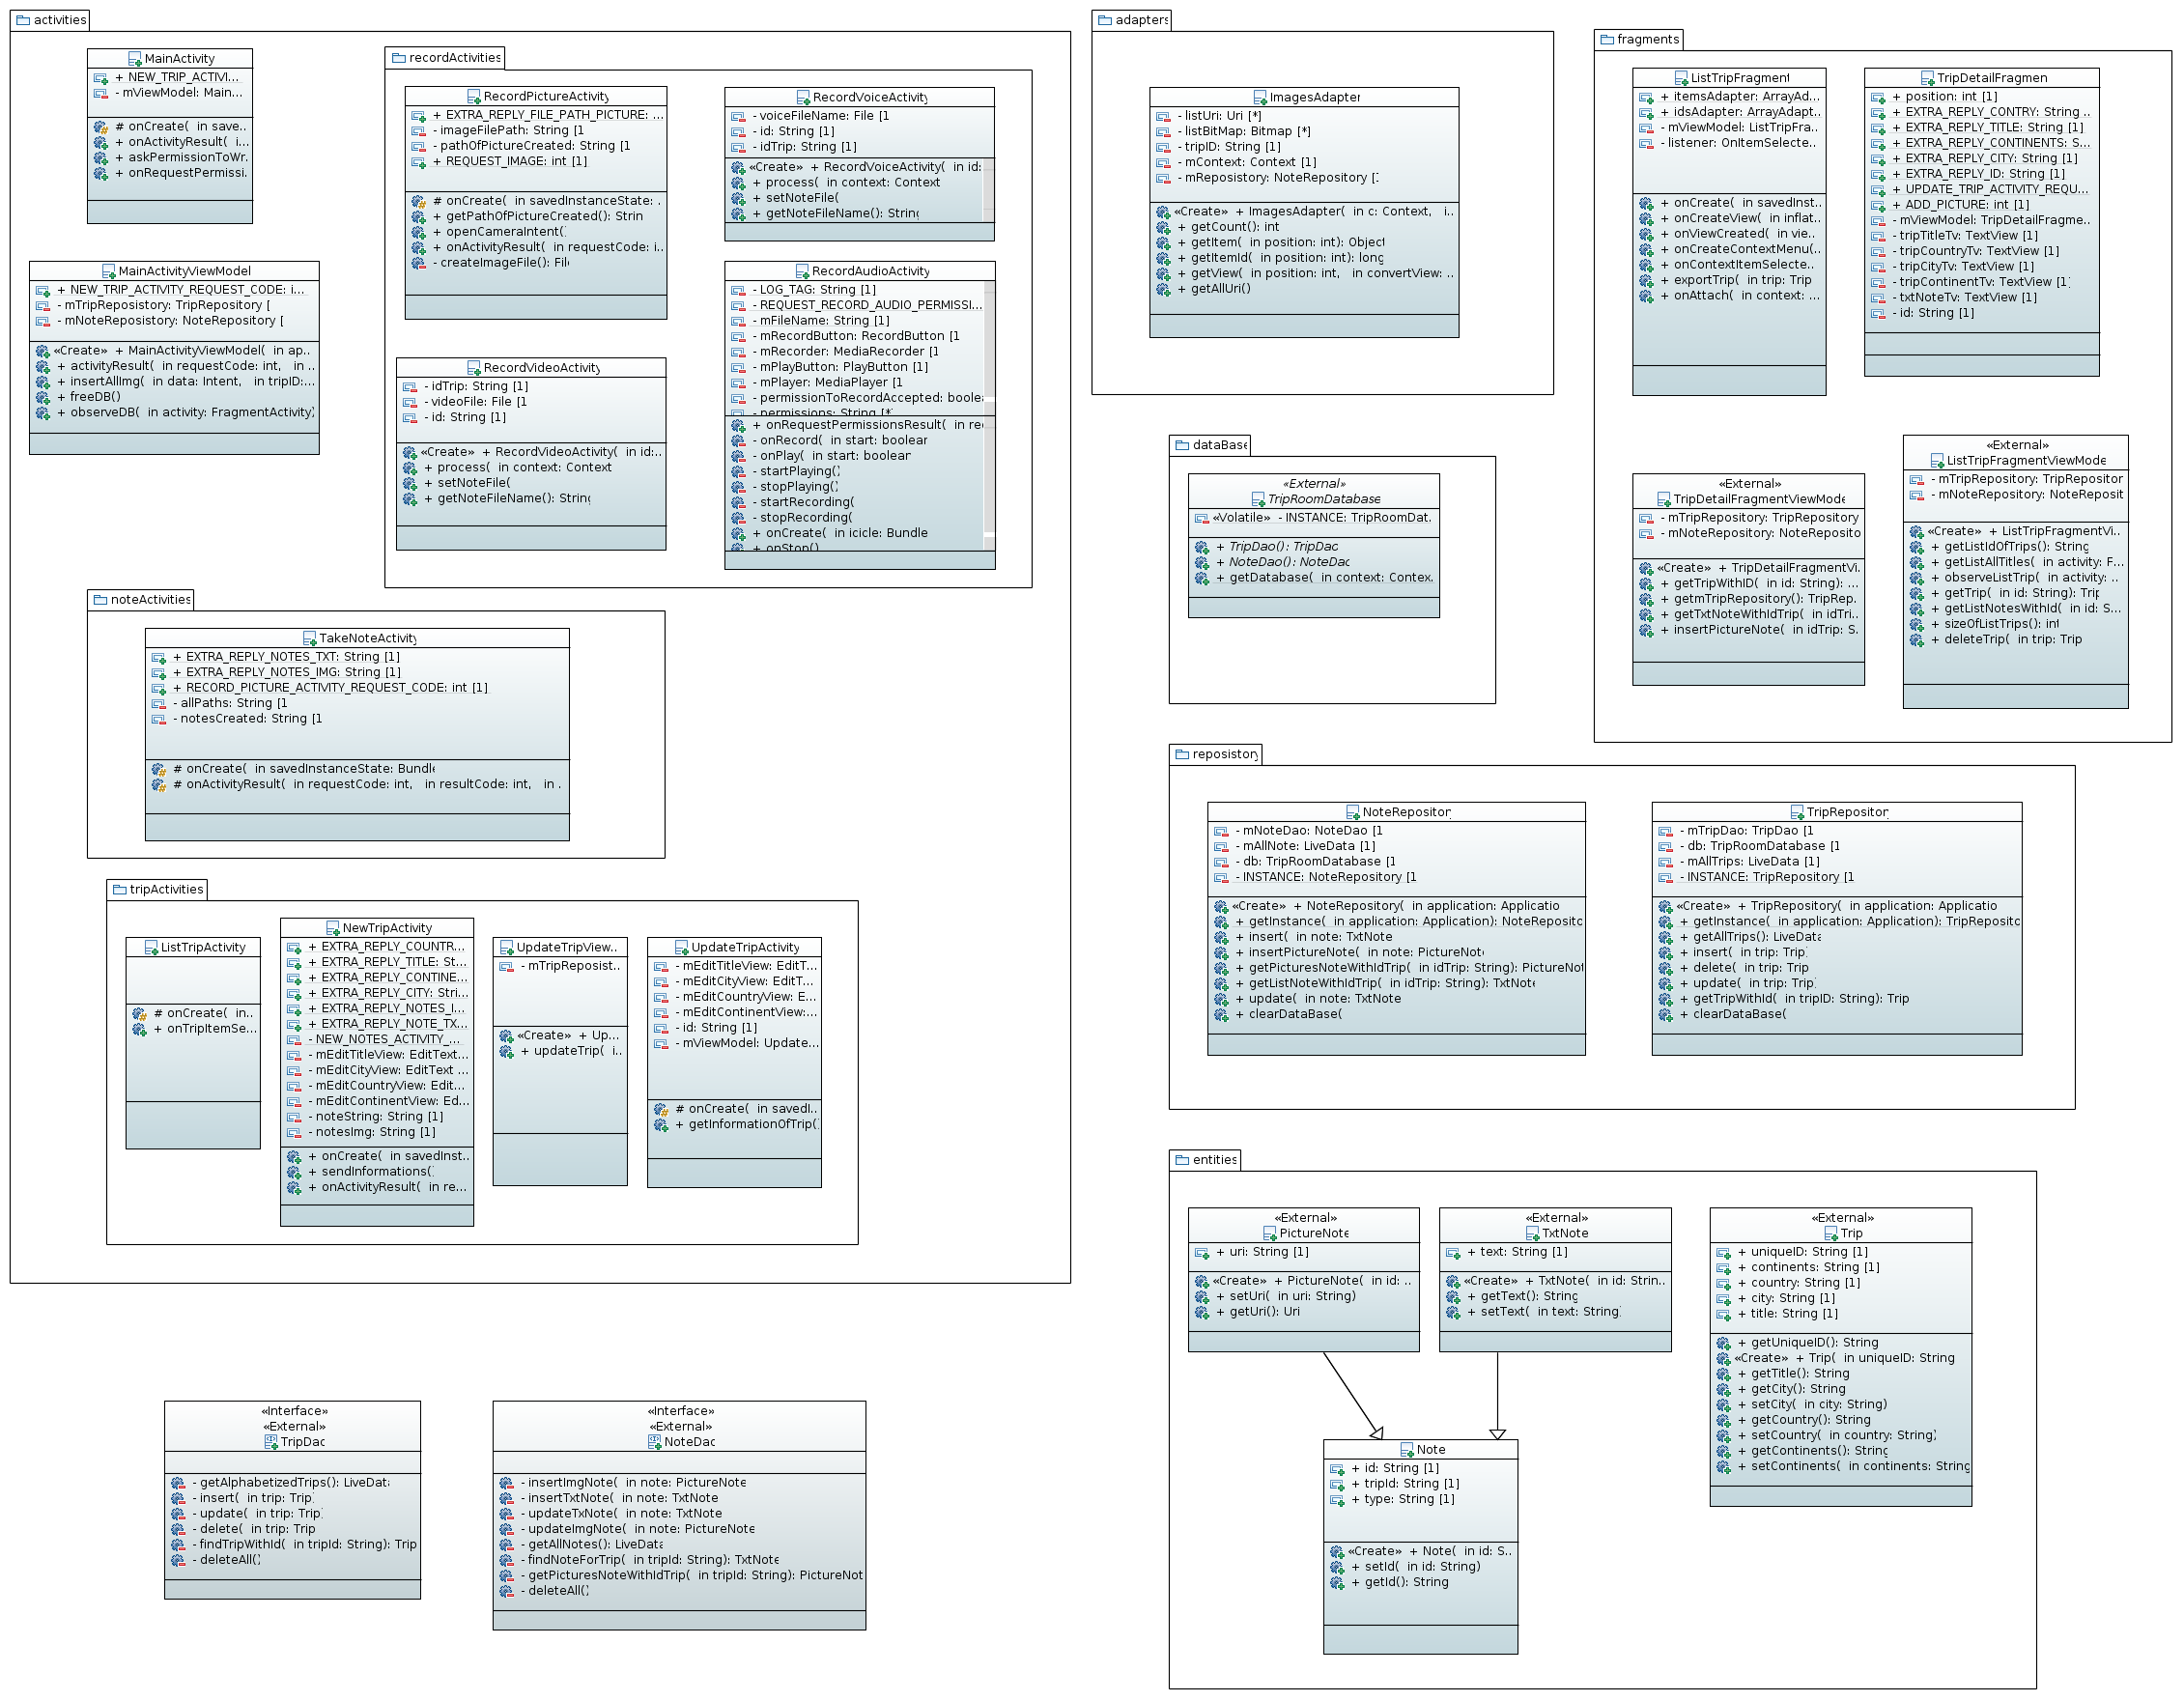 activities
MainActivity
+ NEW_TRIP_ACTIVI...
- mViewModel: Main...
# onCreate( in save..
+ onActivityResult( i...
+ askPermissionToWr.
+ onRequestPermissi.
MainActivityViewModel
+ NEW_TRIP_ACTIVITY_REQUEST_CODE: i...
- mTripReposistory: TripRepository [
- mNoteReposistory: NoteRepository [
«Create» + MainActivityViewModel( in ap..
+ activityResult( in requestCode: int, in ..
+ insertAllImg( in data: Intent, in tripID:...
+ freeDB()
+ observeDB( in activity: FragmentActivity)
recordActivities
RecordPictureActivity
+ EXTRA_REPLY_FILE_PATH_PICTURE: ...
- imageFilePath: String [1
- pathOfPictureCreated: String [1
+ REQUEST_IMAGE: int [1]
# onCreate( in savedInstanceState: .
+ getPathOfPictureCreated(): Strin
+ openCameraIntent()
+ onActivityResult( in requestCode: i...
- createImageFile(): File
RecordVoiceActivity
- voiceFileName: File [1
- id: String [1]
- idTrip: String [1]
«Create» + RecordVoiceActivity( in id:
+ process( in context: Context
+ setNoteFile(
+ getNoteFileName(): String
RecordVideoActivity
- idTrip: String [1]
- videoFile: File [1
- id: String [1]
«Create» + RecordVideoActivity( in id:..
+ process( in context: Context
+ setNoteFile(
+ getNoteFileName(): String
RecordAudioActivity
- LOG_TAG: String [1]
- REQUEST_RECORD_AUDIO_PERMISSI...
- mFileName: String [1]
- mRecordButton: RecordButton [1
- mRecorder: MediaRecorder [1
- mPlayButton: PlayButton [1]
- mPlayer: MediaPlayer [1
- permissionToRecordAccepted: boolea
- permissions: String [*]
+ onRequestPermissionsResult( in re
- onRecord( in start: boolean
- onPlay( in start: boolean
- startPlaying()
- stopPlaying()
- startRecording(
- stopRecording(
+ onCreate( in icicle: Bundle
+ onStop()
noteActivities
TakeNoteActivity
+ EXTRA_REPLY_NOTES_TXT: String [1]
+ EXTRA_REPLY_NOTES_IMG: String [1]
+ RECORD_PICTURE_ACTIVITY_REQUEST_CODE: int [1]
- allPaths: String [1
- notesCreated: String [1
# onCreate( in savedInstanceState: Bundle
# onActivityResult( in requestCode: int, in resultCode: int, in .
tripActivities
ListTripActivity
# onCreate( in..
+ onTripItemSe...
NewTripActivity
+ EXTRA_REPLY_COUNTR...
+ EXTRA_REPLY_TITLE: St...
+ EXTRA_REPLY_CONTINE...
+ EXTRA_REPLY_CITY: Stri...
+ EXTRA_REPLY_NOTES_I...
+ EXTRA_REPLY_NOTE_TX...
- NEW_NOTES_ACTIVITY_...
- mEditTitleView: EditText...
- mEditCityView: EditText ...
- mEditCountryView: Edit...
- mEditContinentView: Ed...
- noteString: String [1]
- notesImg: String [1]
+ onCreate( in savedInst..
+ sendInformations()
+ onActivityResult( in re...
UpdateTripView..
- mTripReposist..
«Create» + Up...
+ updateTrip( i..
UpdateTripActivity
- mEditTitleView: EditT...
- mEditCityView: EditT...
- mEditCountryView: E...
- mEditContinentView:...
- id: String [1]
- mViewModel: Update...
# onCreate( in savedI..
+ getInformationOfTrip()
«Interface»
«External»
TripDao
- getAlphabetizedTrips(): LiveData
- insert( in trip: Trip)
- update( in trip: Trip)
- delete( in trip: Trip
- findTripWithId( in tripId: String): Trip
- deleteAll()
«Interface»
«External»
NoteDao
- insertImgNote( in note: PictureNote
- insertTxtNote( in note: TxtNote
- updateTxNote( in note: TxtNote
- updateImgNote( in note: PictureNote
- getAllNotes(): LiveData
- findNoteForTrip( in tripId: String): TxtNote
- getPicturesNoteWithIdTrip( in tripId: String): PictureNot
- deleteAll()
adapters
ImagesAdapter
- listUri: Uri [*]
- listBitMap: Bitmap [*]
- tripID: String [1]
- mContext: Context [1]
- mReposistory: NoteRepository [1
«Create» + ImagesAdapter( in c: Context, i..
+ getCount(): int
+ getItem( in position: int): Object
+ getItemId( in position: int): long
+ getView( in position: int, in convertView: ..
+ getAllUri()
dataBase
«External»
TripRoomDatabase
«Volatile» - INSTANCE: TripRoomDat.
+ TripDao(): TripDao
+ NoteDao(): NoteDao
+ getDatabase( in context: Contex.
fragments
ListTripFragment
+ itemsAdapter: ArrayAd...
+ idsAdapter: ArrayAdapt..
- mViewModel: ListTripFra...
- listener: OnItemSelecte...
+ onCreate( in savedInst..
+ onCreateView( in inflat..
+ onViewCreated( in vie..
+ onCreateContextMenu(..
+ onContextItemSelecte..
+ exportTrip( in trip: Trip
+ onAttach( in context: ...
TripDetailFragmen
+ position: int [1]
+ EXTRA_REPLY_CONTRY: String ..
+ EXTRA_REPLY_TITLE: String [1]
+ EXTRA_REPLY_CONTINENTS: S...
+ EXTRA_REPLY_CITY: String [1]
+ EXTRA_REPLY_ID: String [1]
+ UPDATE_TRIP_ACTIVITY_REQU...
+ ADD_PICTURE: int [1]
- mViewModel: TripDetailFragme..
- tripTitleTv: TextView [1]
- tripCountryTv: TextView [1]
- tripCityTv: TextView [1]
- tripContinentTv: TextView [1]
- txtNoteTv: TextView [1]
- id: String [1]
«External»
TripDetailFragmentViewMode
- mTripRepository: TripRepository
- mNoteRepository: NoteReposito
«Create» + TripDetailFragmentVi.
+ getTripWithID( in id: String): ...
+ getmTripRepository(): TripRep.
+ getTxtNoteWithIdTrip( in idTri..
+ insertPictureNote( in idTrip: S.
«External»
ListTripFragmentViewMode
- mTripRepository: TripRepositor
- mNoteRepository: NoteReposit
«Create» + ListTripFragmentVi...
+ getListIdOfTrips(): String
+ getListAllTitles( in activity: F...
+ observeListTrip( in activity: ..
+ getTrip( in id: String): Trip
+ getListNotesWithId( in id: S...
+ sizeOfListTrips(): int
+ deleteTrip( in trip: Trip
reposistory
NoteRepository
- mNoteDao: NoteDao [1
- mAllNote: LiveData [1]
- db: TripRoomDatabase [1
- INSTANCE: NoteRepository [1
«Create» + NoteRepository( in application: Applicatio
+ getInstance( in application: Application): NoteReposito
+ insert( in note: TxtNote
+ insertPictureNote( in note: PictureNote
+ getPicturesNoteWithIdTrip( in idTrip: String): PictureNot
+ getListNoteWithIdTrip( in idTrip: String): TxtNote
+ update( in note: TxtNote
+ clearDataBase(
TripRepository
- mTripDao: TripDao [1
- db: TripRoomDatabase [1
- mAllTrips: LiveData [1]
- INSTANCE: TripRepository [1
«Create» + TripRepository( in application: Applicatio
+ getInstance( in application: Application): TripReposito
+ getAllTrips(): LiveData
+ insert( in trip: Trip)
+ delete( in trip: Trip
+ update( in trip: Trip)
+ getTripWithId( in tripID: String): Trip
+ clearDataBase(
entities
«External»
PictureNote
+ uri: String [1]
«Create» + PictureNote( in id: ..
+ setUri( in uri: String)
+ getUri(): Uri
«External»
TxtNote
+ text: String [1]
«Create» + TxtNote( in id: Strin..
+ getText(): String
+ setText( in text: String)
«External»
Trip
+ uniqueID: String [1]
+ continents: String [1]
+ country: String [1]
+ city: String [1]
+ title: String [1]
+ getUniqueID(): String
«Create» + Trip( in uniqueID: String
+ getTitle(): String
+ getCity(): String
+ setCity( in city: String)
+ getCountry(): String
+ setCountry( in country: String)
+ getContinents(): String
+ setContinents( in continents: String
Note
+ id: String [1]
+ tripId: String [1]
+ type: String [1]
«Create» + Note( in id: S..
+ setId( in id: String)
+ getId(): String